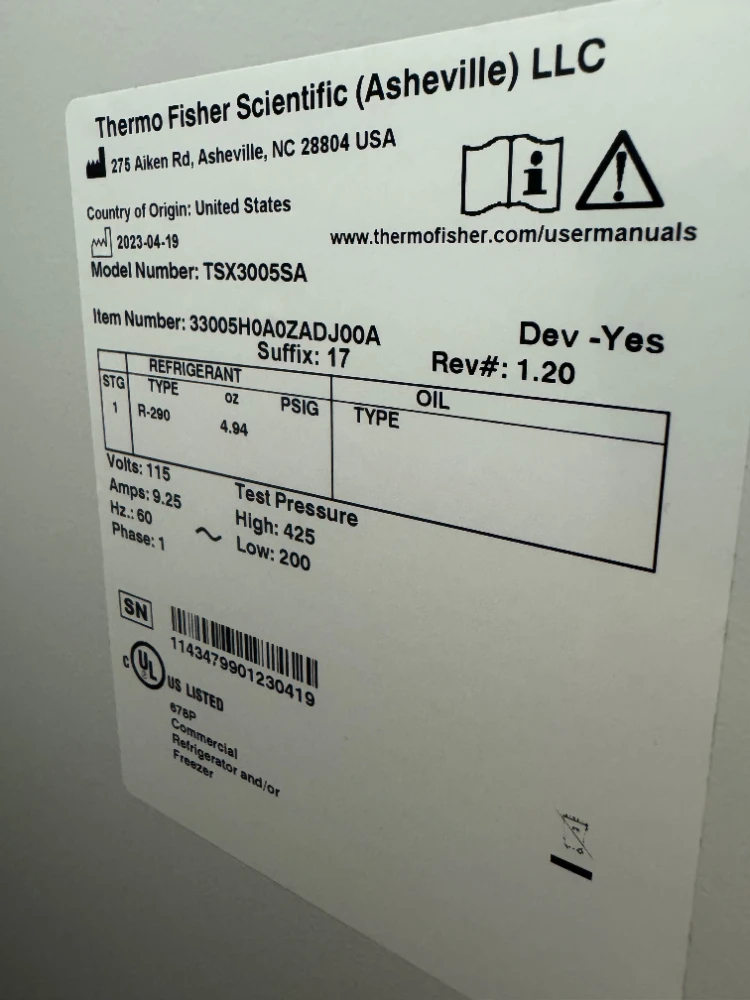 Thermo Fisher Scientific (Asheville) LLC
275 Aiken Rd, Asheville, NC 28804 USA
Country of Origin: United States
2023-04-19
www.thermofisher.com/usermanuals
Model Number: TSX3005SA
Item Number: 33005H0A0ZADJ00A
Dev -Yes
Suffix: 17
Rev#: 1.20
REFRIGERANT
OIL
STG TYPE OZ PSIG TYPE
1 R-290 4.94
Volts: 115
Amps: 9.25
Hz.: 60
Phase: 1
Test Pressure
High: 425
Low: 200
SN
1143479901230419
C UL US LISTED
678P
Commercial
Refrigerator and/or
Freezer